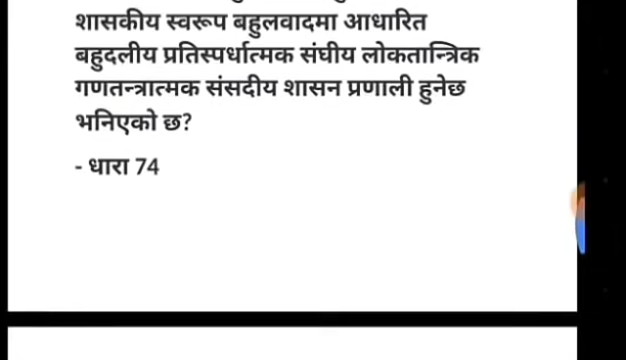 शासकीय स्वरूप बहुलवादमा आधारित
बहुदलीय प्रतिस्पर्धात्मक संघीय लोकतान्त्रिक
गणतन्त्रात्मक संसदीय शासन प्रणाली हुनेछ
भनिएको छ?
- धारा 74